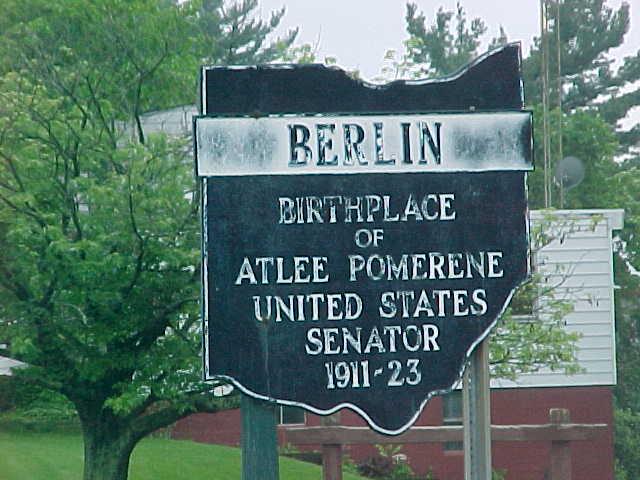 BERLIN
BIRTHPLACE
OF
ATLEE POMERENE
UNITED STATES
SENATOR
1911-23